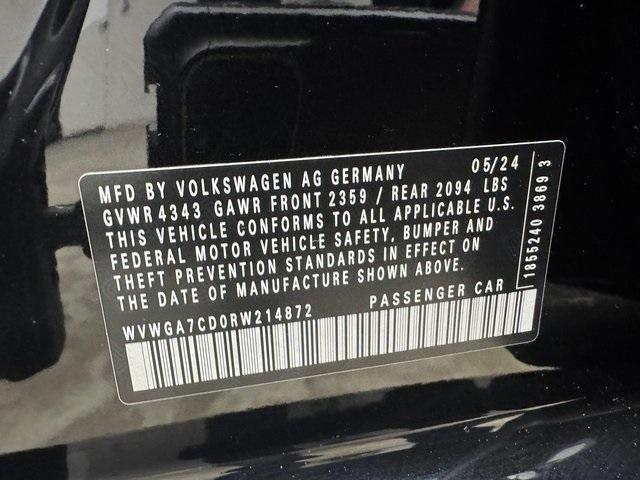 MFD BY VOLKSWAGEN AG GERMANY 05/24
GVWR 4343 GAWR FRONT 2359 / REAR 2094 LBS
THIS VEHICLE CONFORMS TO ALL APPLICABLE U.S.
FEDERAL MOTOR VEHICLE SAFETY, BUMPER AND
THEFT PREVENTION STANDARDS IN EFFECT ON
THE DATE OF MANUFACTURE SHOWN ABOVE.
WVWGA7CD0RW214872 PASSENGER CAR
1855240 3869 3